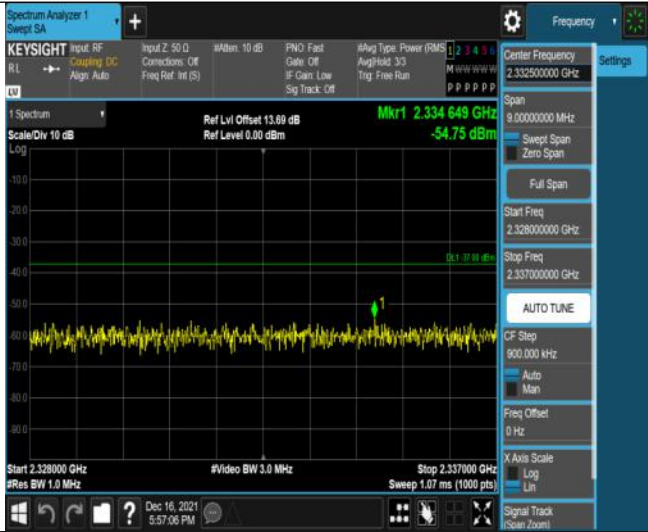 Spectrum Analyzer 1
Swept SA
+
Frequency
KEYSIGHT
RL
LV
Input: RF
Coupling: DC
Align: Auto
Input Z: 50 Ω
Corrections: Off
Freq Ref: Int (S)
#Atten: 10 dB
PNO: Fast
Gate: Off
IF Gain: Low
Sig Track: Off
#Avg Type: Power (RMS
Avg|Hold: 3/3
Trig: Free Run
1 2 3 4 5 6
M W W W W W
P P P P P P
1 Spectrum
Scale/Div 10 dB
Log
Ref Lvl Offset 13.69 dB
Ref Level 0.00 dBm
Mkr1 2.334 649 GHz
-54.75 dBm
-10.0
-20.0
-30.0
-40.0
-50.0
-60.0
-70.0
-80.0
-90.0
DL1 -37.00 dBm
1
Start 2.328000 GHz
#Res BW 1.0 MHz
#Video BW 3.0 MHz
Stop 2.337000 GHz
Sweep 1.07 ms (1000 pts)
?
Dec 16, 2021
5:57:06 PM
Center Frequency
2.332500000 GHz
Settings
Span
9.00000000 MHz
Swept Span
Zero Span
Full Span
Start Freq
2.328000000 GHz
Stop Freq
2.337000000 GHz
AUTO TUNE
CF Step
900.000 kHz
Auto
Man
Freq Offset
0 Hz
X Axis Scale
Log
Lin
Signal Track
(Span Zoom)